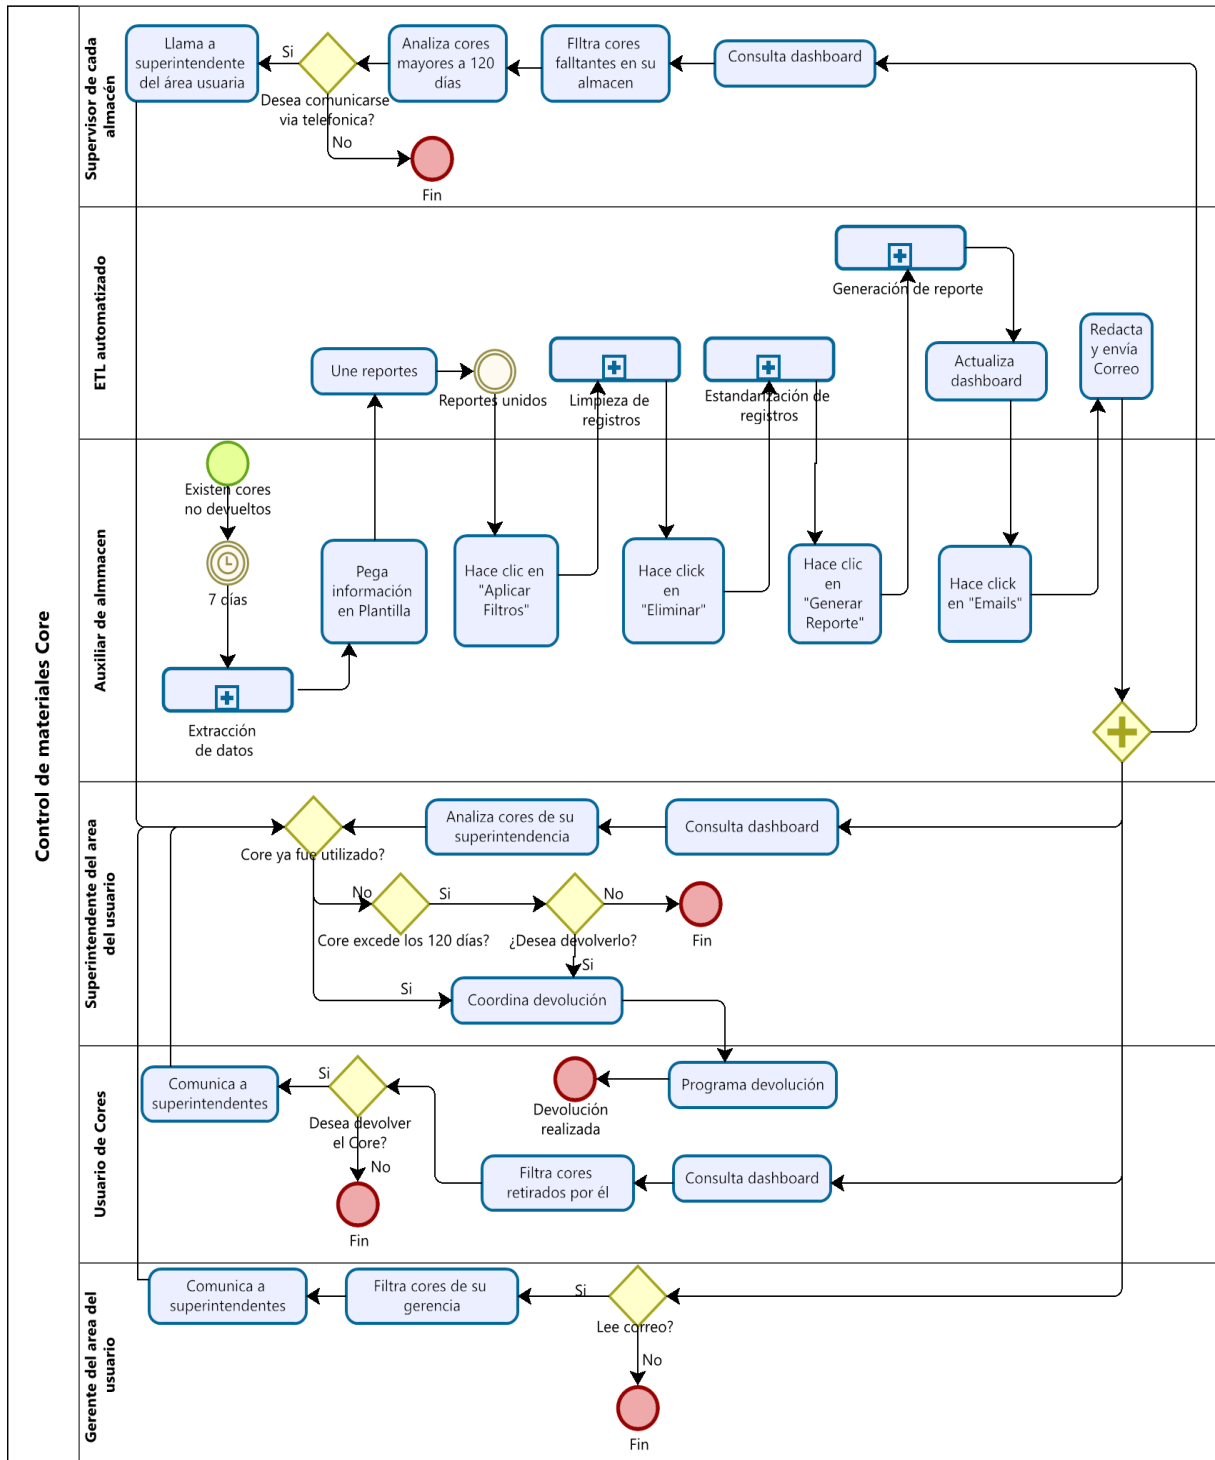 Control de materiales Core
Supervisor de cada
almacén
Llama a
superintendente
del área usuaria
Si
Desea comunicarse
via telefonica?
No
Fin
Analiza cores
mayores a 120
días
FIltra cores
falltantes en su
almacen
Consulta dashboard
ETL automatizado
Une reportes
Reportes unidos
Limpieza de
registros
Estandarización de
registros
Generación de reporte
Actualiza
dashboard
Redacta
y envía
Correo
Auxiliar de almmacen
Existen cores
no devueltos
7 días
Extracción
de datos
Pega
información
en Plantilla
Hace clic en
"Aplicar
Filtros"
Hace click
en
"Eliminar"
Hace clic
en
"Generar
Reporte"
Hace click
en "Emails"
Superintendente del area
del usuario
Core ya fue utilizado?
Analiza cores de su
superintendencia
Consulta dashboard
No
Core excede los 120 días?
Si
¿Desea devolverlo?
No
Fin
Si
Si
Coordina devolución
Usuario de Cores
Comunica a
superintendentes
Si
Desea devolver
el Core?
No
Fin
Devolución
realizada
Programa devolución
Filtra cores
retirados por él
Consulta dashboard
Gerente del area del
usuario
Comunica a
superintendentes
Filtra cores de su
gerencia
Si
Lee correo?
No
Fin